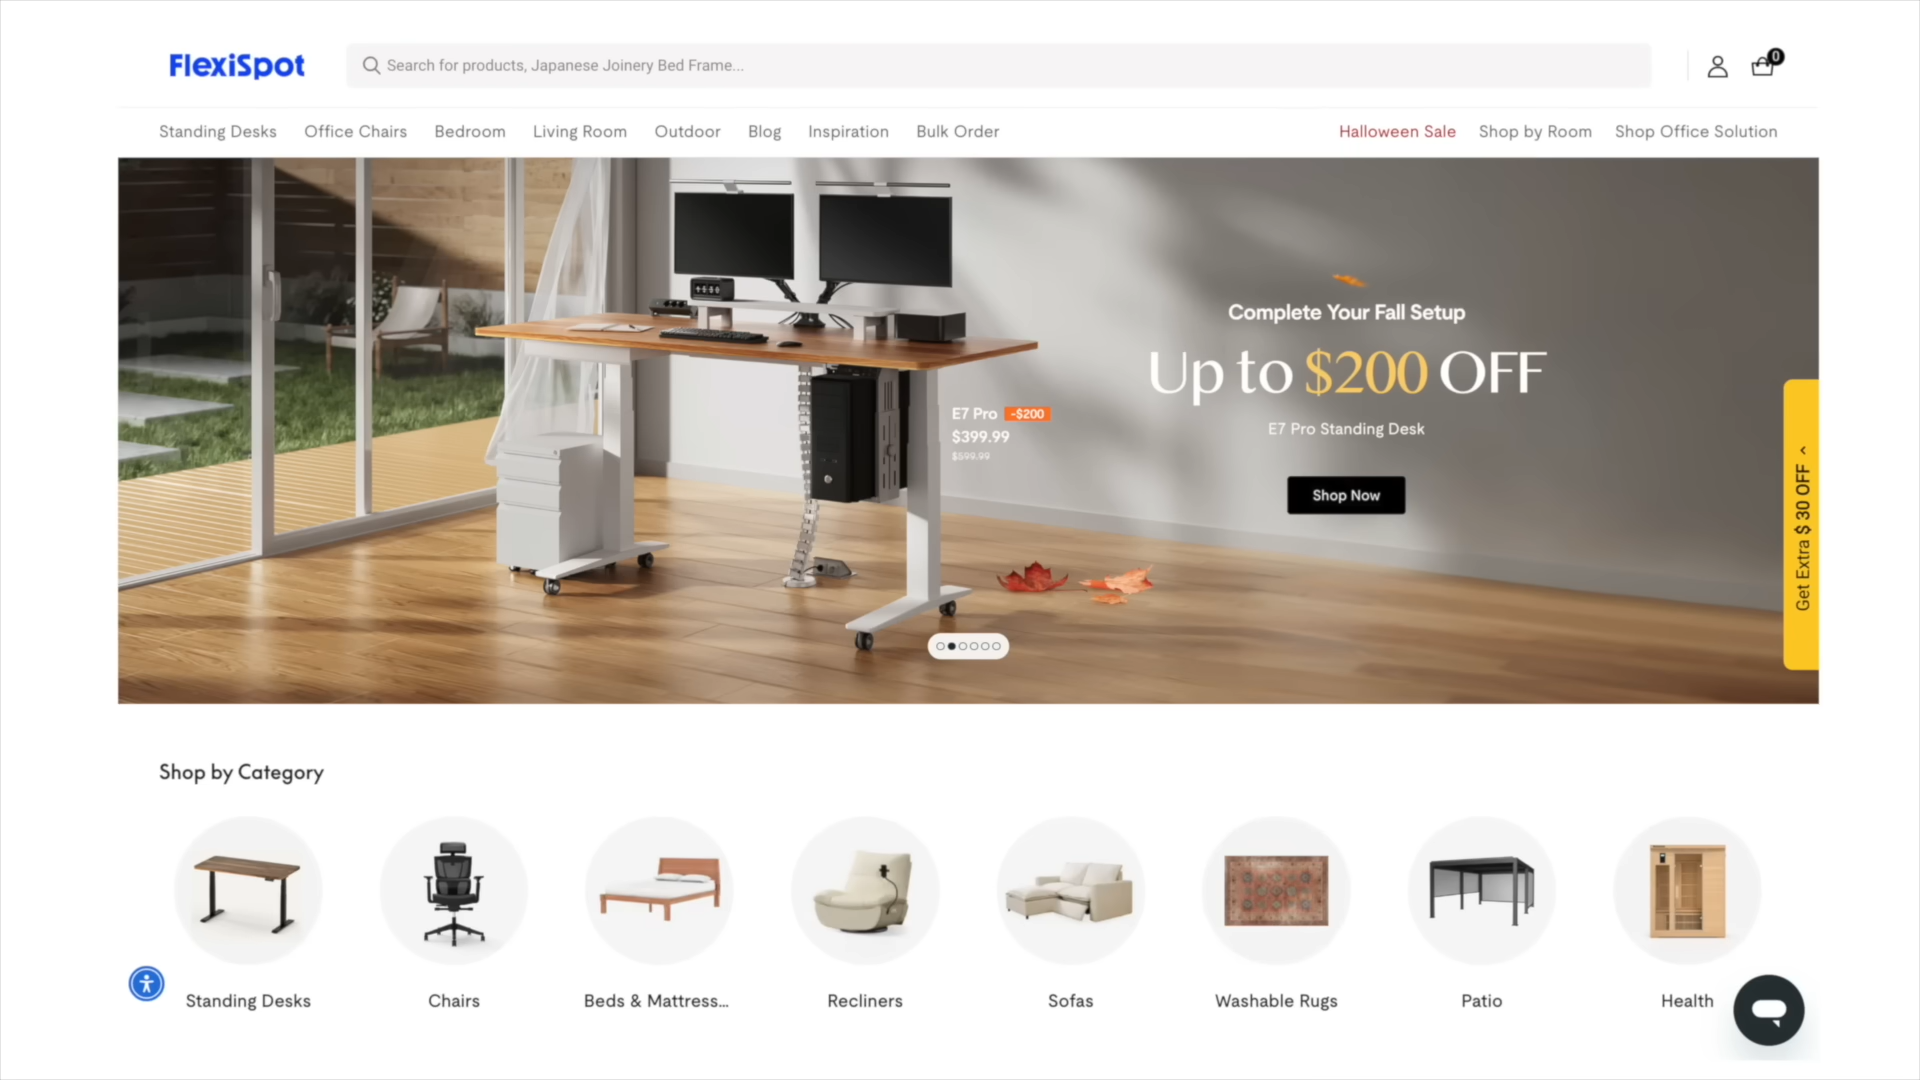 FlexiSpot
Search for products, Japanese Joinery Bed Frame...
0
Standing Desks Office Chairs Bedroom Living Room Outdoor Blog Inspiration Bulk Order Halloween Sale Shop by Room Shop Office Solution
Complete Your Fall Setup
Up to $200 OFF
E7 Pro Standing Desk
Shop Now
E7 Pro -$200
$399.99
$599.99
Get Extra $ 30 OFF
Shop by Category
Standing Desks Chairs Beds & Mattress... Recliners Sofas Washable Rugs Patio Health